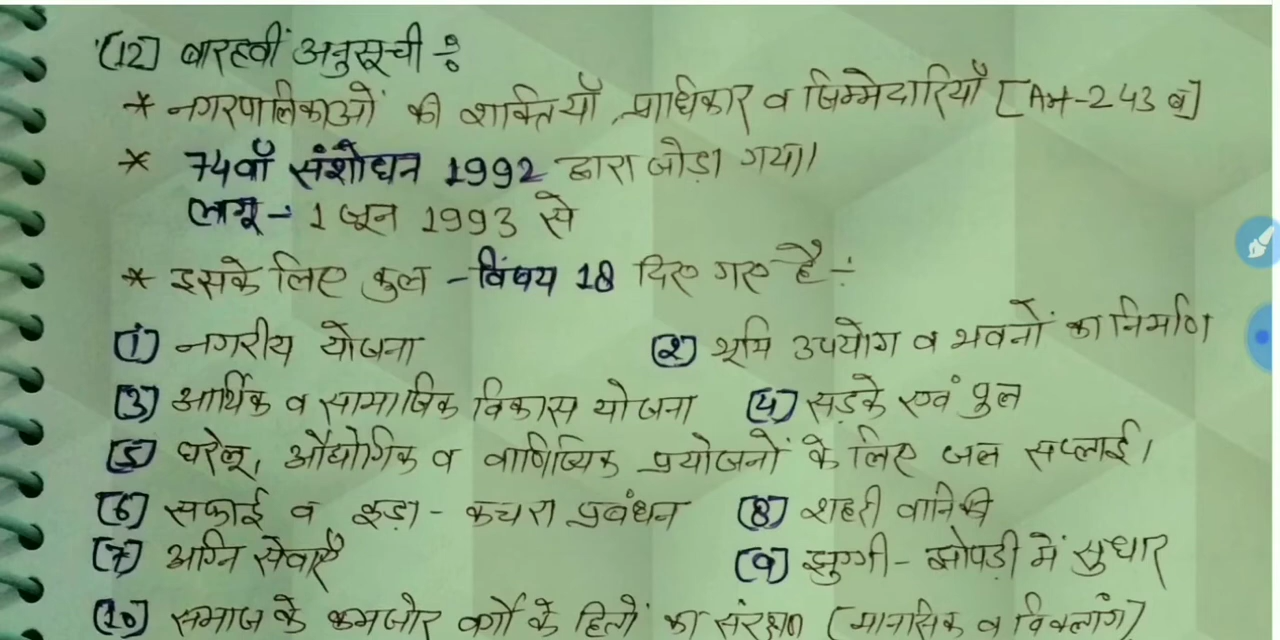 (12) बारहवीं अनुसूची ÷
* नगरपालिकाओं की शक्तियाँ, प्राधिकार व जिम्मेदारियाँ [Art-243 ब]
* 74वाँ संशोधन 1992 द्वारा जोड़ा गया।
लागू - 1 जून 1993 से
* इसके लिए कुल - विषय 18 दिए गए है ÷
(1) नगरीय योजना (2) भूमि उपयोग व भवनों का निर्माण
(3) आर्थिक व सामाजिक विकास योजना (4) सड़के एवं पुल
(5) घरेलू, औद्योगिक व वाणिज्यिक प्रयोजनों के लिए जल सप्लाई।
(6) सफाई व कूड़ा - कचरा प्रबंधन (8) शहरी वानिकी
(7) अग्नि सेवाएँ (9) झुग्गी - झोपड़ी में सुधार
(10) समाज के कमजोर वर्गों के हितों का संरक्षण (मानसिक व विकलांग)